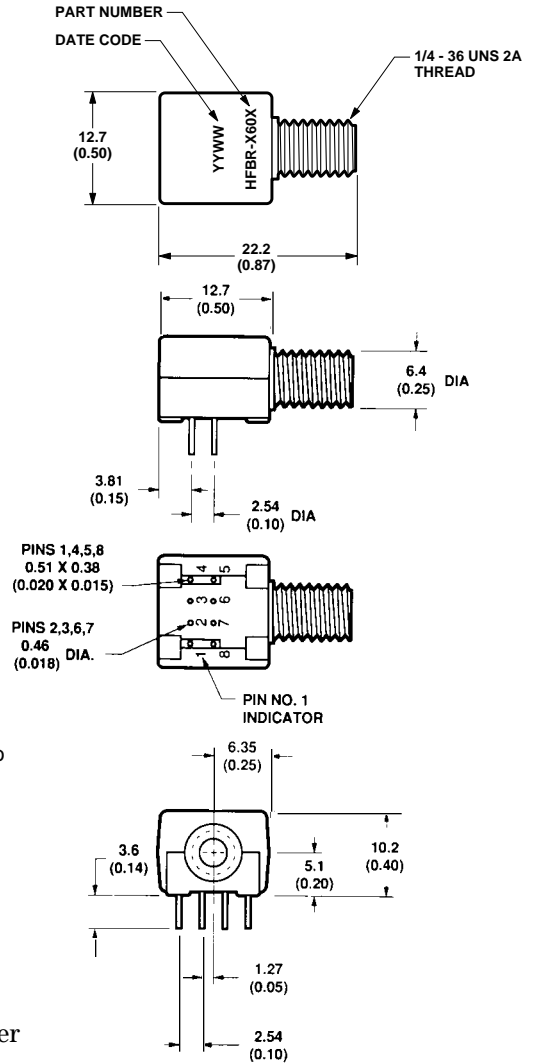 PART NUMBER
DATE CODE
1/4 - 36 UNS 2A
THREAD
YYWW
HFBR-X60X
12.7
(0.50)
22.2
(0.87)
12.7
(0.50)
6.4
(0.25) DIA
3.81
(0.15)
2.54
(0.10) DIA
PINS 1,4,5,8
0.51 X 0.38
(0.020 X 0.015)
4 5
3 6
PINS 2,3,6,7
0.46
(0.018) DIA.
2 7
1 8
PIN NO. 1
INDICATOR
6.35
(0.25)
3.6
(0.14)
10.2
(0.40)
5.1
(0.20)
1.27
(0.05)
er
2.54
(0.10)